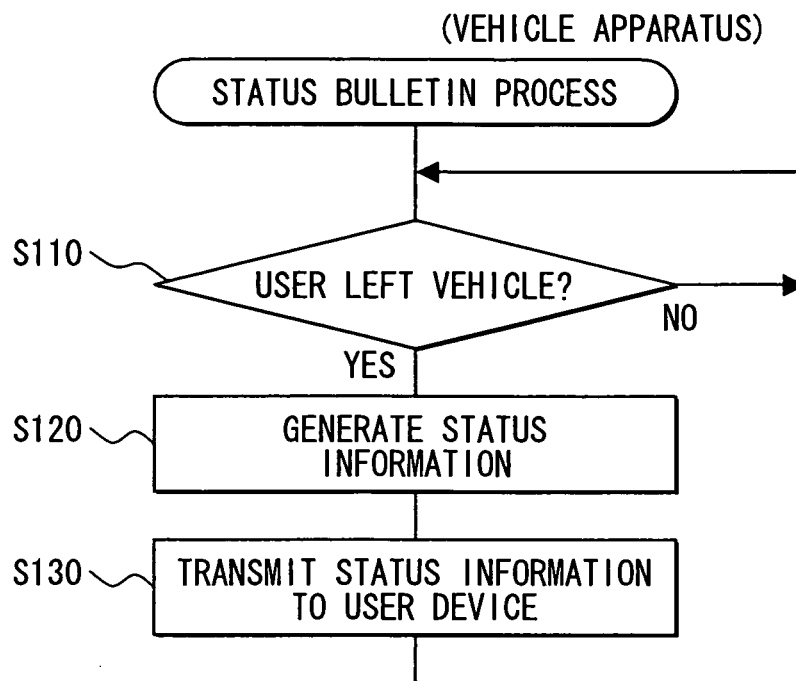 (VEHICLE APPARATUS)
STATUS BULLETIN PROCESS
S110
USER LEFT VEHICLE?
NO
YES
S120
GENERATE STATUS
INFORMATION
S130
TRANSMIT STATUS INFORMATION
TO USER DEVICE